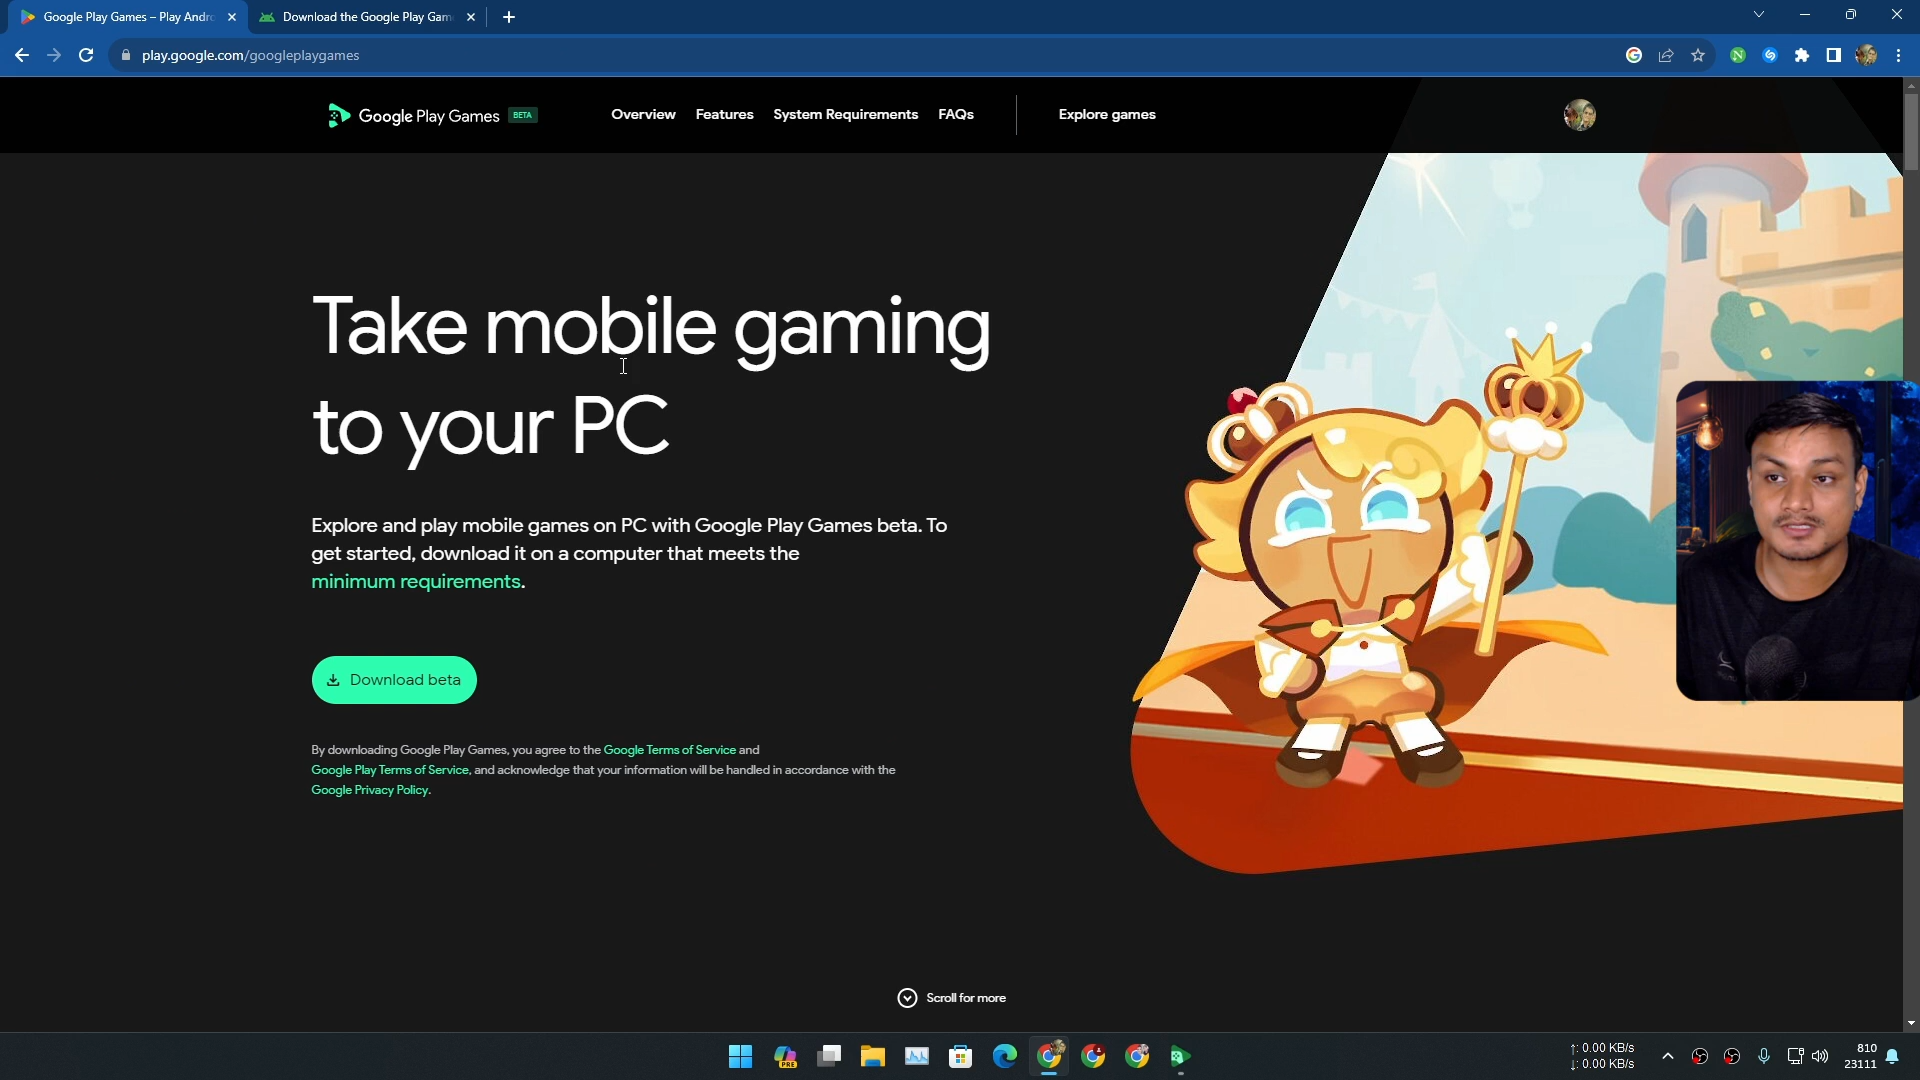 Google Play Games – Play Andro
Download the Google Play Gam
play.google.com/googleplaygames
Google Play Games BETA
Overview
Features
System Requirements
FAQs
Explore games
Take mobile gaming
to your PC
Explore and play mobile games on PC with Google Play Games beta. To
get started, download it on a computer that meets the
minimum requirements.
Download beta
By downloading Google Play Games, you agree to the Google Terms of Service and
Google Play Terms of Service, and acknowledge that your information will be handled in accordance with the
Google Privacy Policy.
Scroll for more
PRE
↑: 0.00 KB/s
↓: 0.00 KB/s
810
23111